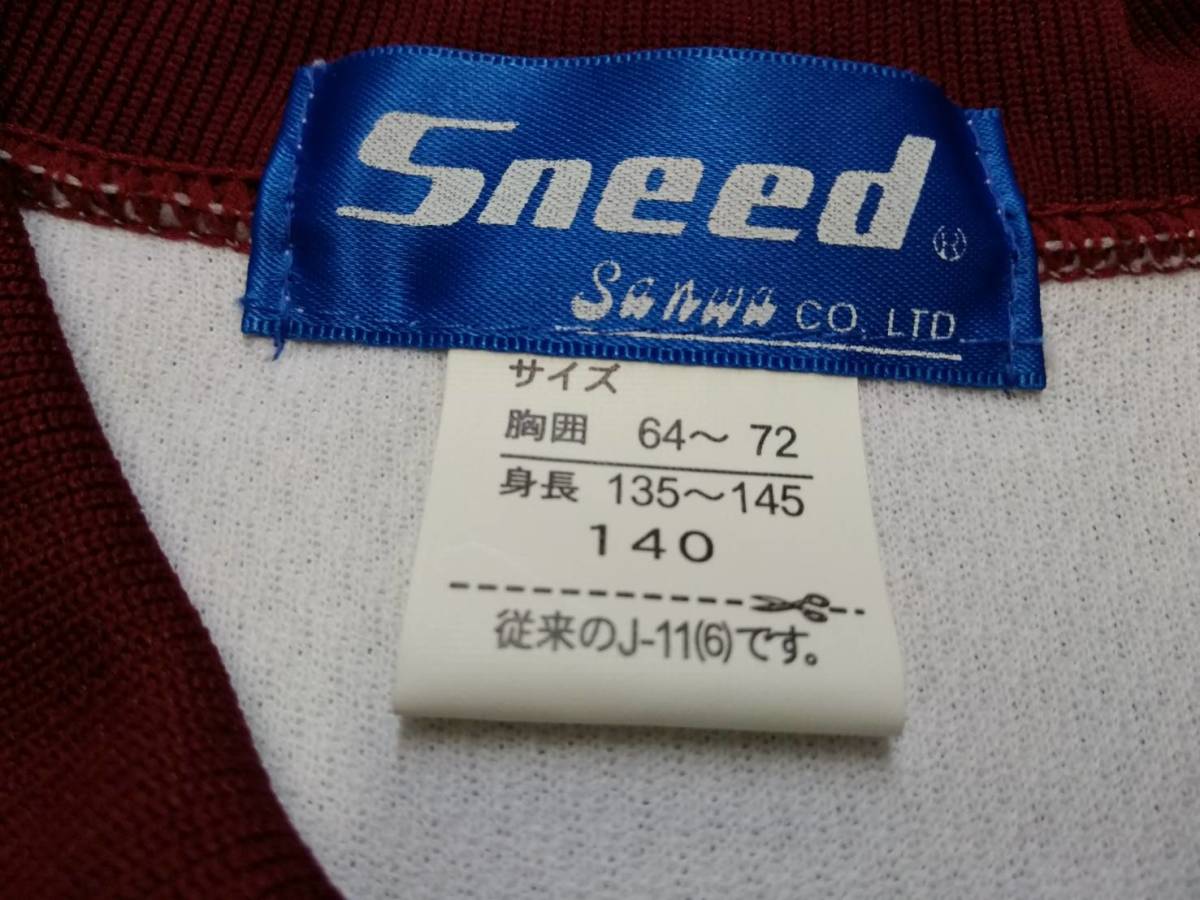 Sneed ®
Sanwa CO. LTD.
サイズ
胸囲 64～72
身長 135～145
140
従来のJ-11(6)です。